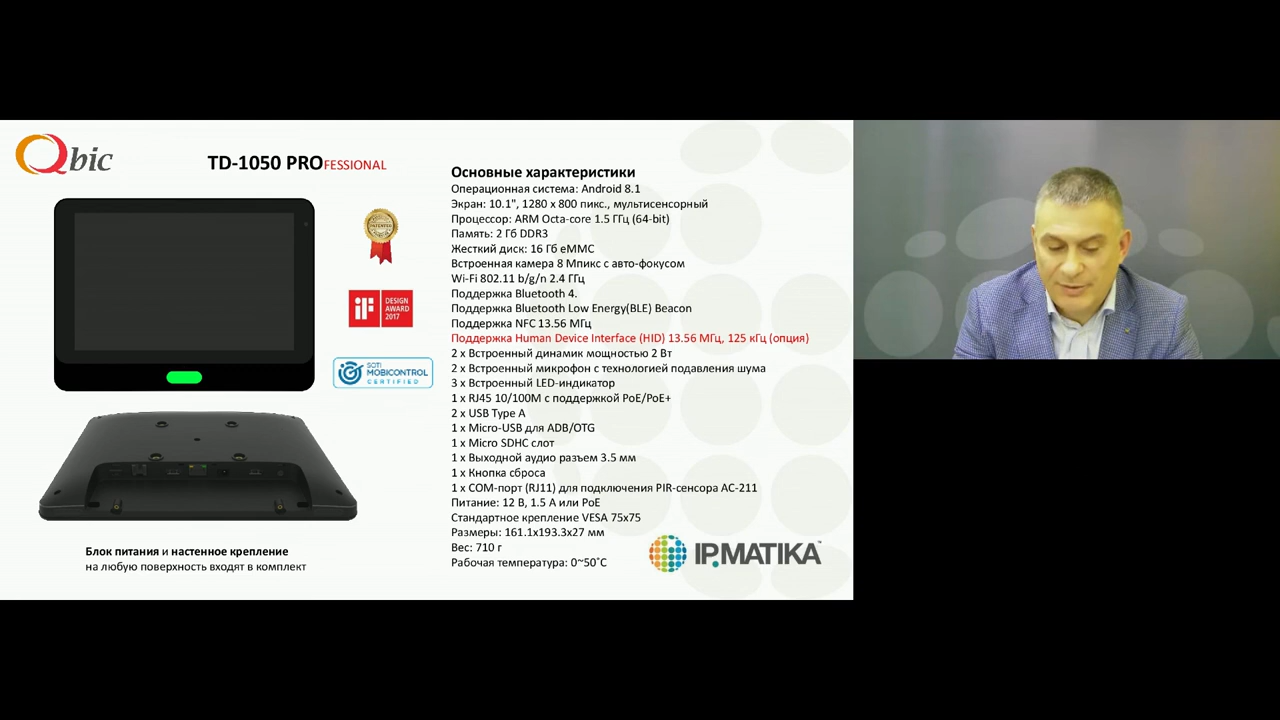 Qbic
TD-1050 PROFESSIONAL
PATENTED
iF
DESIGN
AWARD
2017
SOTI
MOBICONTROL
CERTIFIED
Блок питания и настенное крепление
на любую поверхность входят в комплект
Основные характеристики
Операционная система: Android 8.1
Экран: 10.1", 1280 x 800 пикс., мультисенсорный
Процессор: ARM Octa-core 1.5 ГГц (64-bit)
Память: 2 Гб DDR3
Жесткий диск: 16 Гб eMMC
Встроенная камера 8 Мпикс с авто-фокусом
Wi-Fi 802.11 b/g/n 2.4 ГГц
Поддержка Bluetooth 4.
Поддержка Bluetooth Low Energy(BLE) Beacon
Поддержка NFC 13.56 МГц
Поддержка Human Device Interface (HID) 13.56 МГц, 125 кГц (опция)
2 x Встроенный динамик мощностью 2 Вт
2 x Встроенный микрофон с технологией подавления шума
3 x Встроенный LED-индикатор
1 x RJ45 10/100M с поддержкой PoE/PoE+
2 x USB Type A
1 x Micro-USB для ADB/OTG
1 x Micro SDHC слот
1 x Выходной аудио разъем 3.5 мм
1 x Кнопка сброса
1 x COM-порт (RJ11) для подключения PIR-сенсора AC-211
Питание: 12 В, 1.5 А или PoE
Стандартное крепление VESA 75x75
Размеры: 161.1x193.3x27 мм
Вес: 710 г
Рабочая температура: 0~50˚C
IPMATIKA™